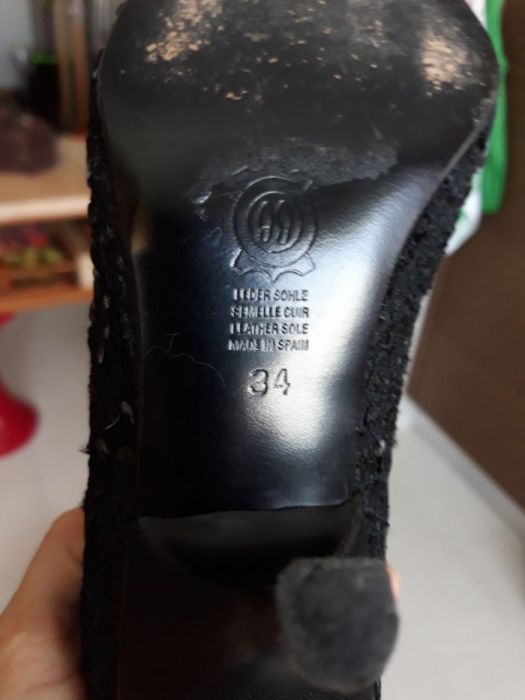 LEDER SOHLE
SEMELLE CUIR
LEATHER SOLE
MADE IN SPAIN
34